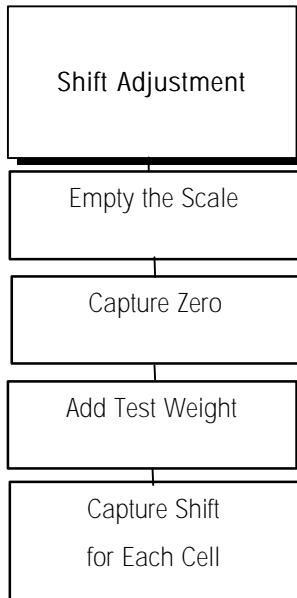 Shift Adjustment
Empty the Scale
Capture Zero
Add Test Weight
Capture Shift
for Each Cell